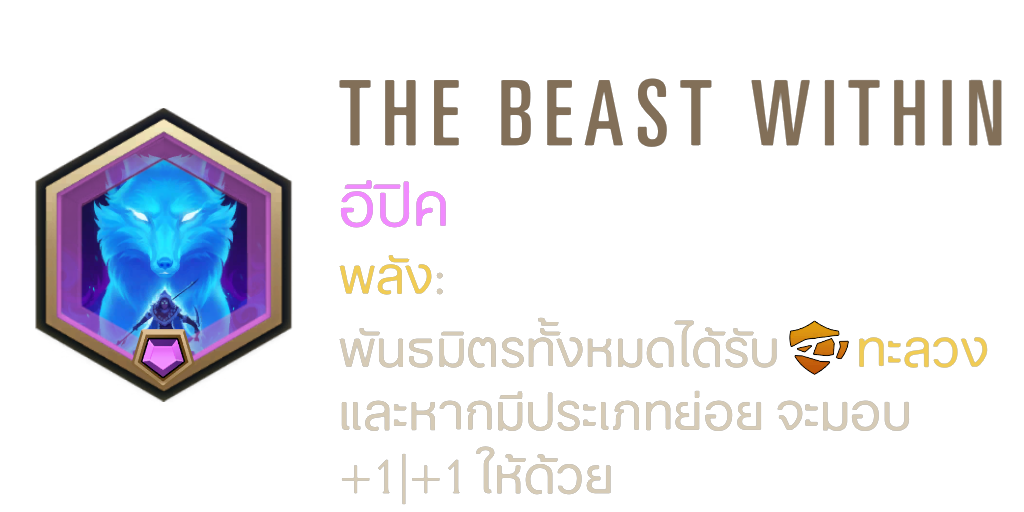 THE BEAST WITHIN
อีปิค
พลัง:
พันธมิตรทั้งหมดได้รับ ทะลวง
และหากมีประเภทย่อย จะมอบ
+1|+1 ให้ด้วย